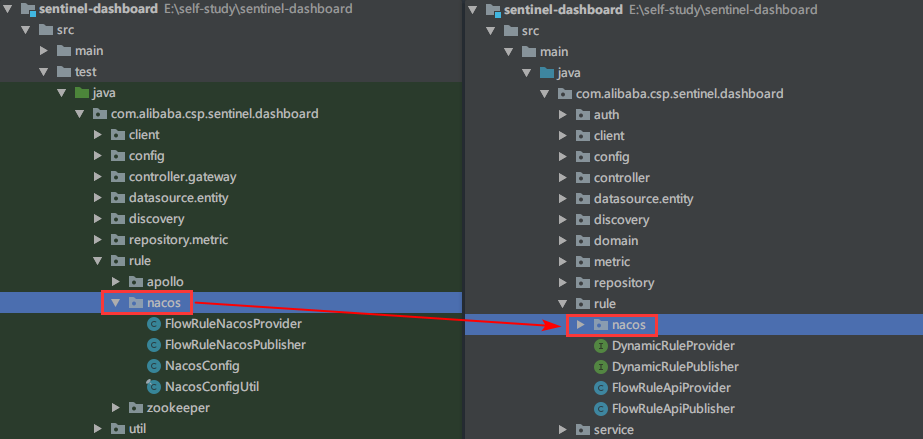 sentinel-dashboard E:\self-study\sentinel-dashboard
src
main
test
java
com.alibaba.csp.sentinel.dashboard
client
config
controller.gateway
datasource.entity
discovery
repository.metric
rule
apollo
nacos
FlowRuleNacosProvider
FlowRuleNacosPublisher
NacosConfig
NacosConfigUtil
zookeeper
util
sentinel-dashboard E:\self-study\sentinel-dashboard
src
main
java
com.alibaba.csp.sentinel.dashboard
auth
client
config
controller
datasource.entity
discovery
domain
metric
repository
rule
nacos
DynamicRuleProvider
DynamicRulePublisher
FlowRuleApiProvider
FlowRuleApiPublisher
service